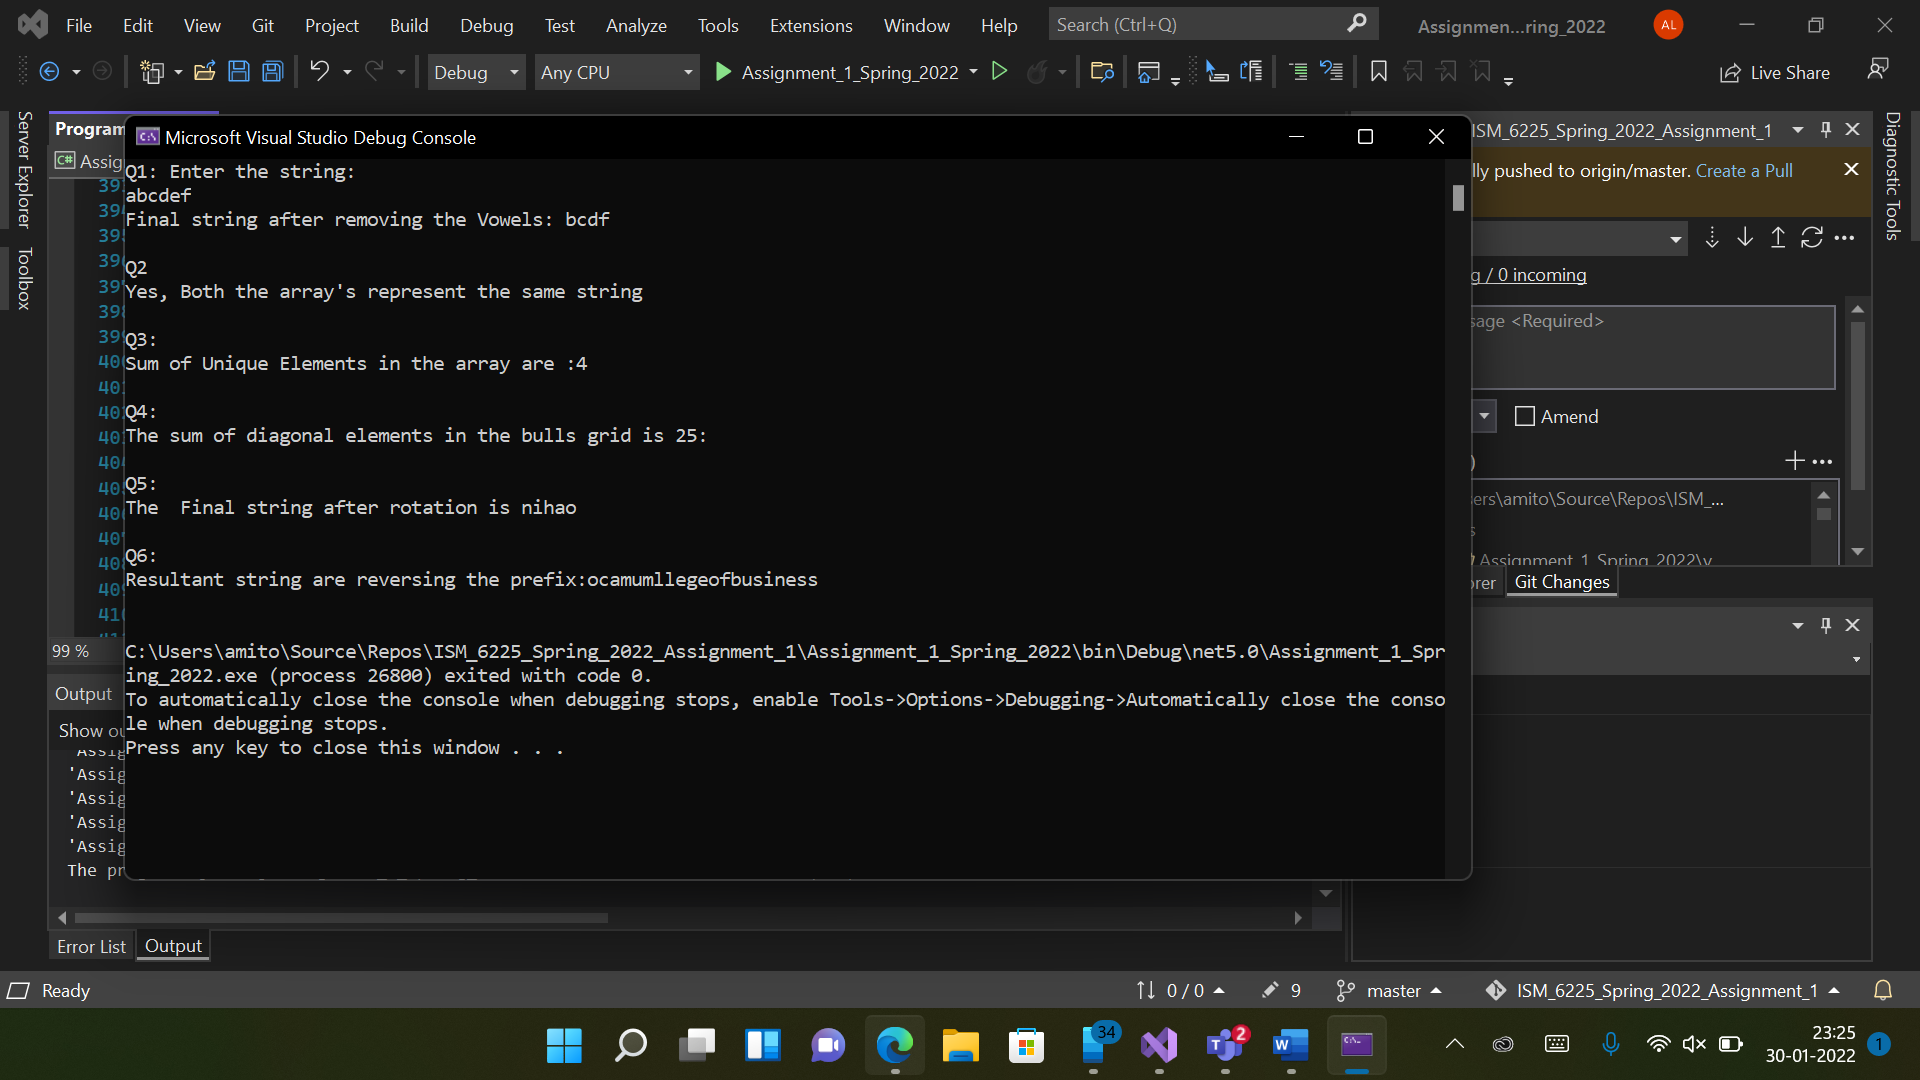 File Edit View Git Project Build Debug Test Analyze Tools Extensions Window Help Search (Ctrl+Q) Assignmen...ring_2022 AL
Debug Any CPU Assignment_1_Spring_2022 Live Share
Server Explorer
Toolbox
Program
Assig
Microsoft Visual Studio Debug Console
Q1: Enter the string:
abcdef
Final string after removing the Vowels: bcdf
Q2
Yes, Both the array's represent the same string
Q3:
Sum of Unique Elements in the array are :4
Q4:
The sum of diagonal elements in the bulls grid is 25:
Q5:
The  Final string after rotation is nihao
Q6:
Resultant string are reversing the prefix:ocamumllegeofbusiness
C:\Users\amito\Source\Repos\ISM_6225_Spring_2022_Assignment_1\Assignment_1_Spring_2022\bin\Debug\net5.0\Assignment_1_Spr
ing_2022.exe (process 26800) exited with code 0.
To automatically close the console when debugging stops, enable Tools->Options->Debugging->Automatically close the conso
le when debugging stops.
Press any key to close this window . . .
99 %
Output
Show ou
'Assig
'Assig
'Assig
'Assig
'Assig
The pr
Error List Output
ISM_6225_Spring_2022_Assignment_1
lly pushed to origin/master. Create a Pull
g / 0 incoming
sage <Required>
Amend
ers\amito\Source\Repos\ISM_...
s
Assignment_1_Spring_2022\v
rer Git Changes
Diagnostic Tools
Ready 0 / 0 9 master ISM_6225_Spring_2022_Assignment_1
34 2 23:25
30-01-2022 1